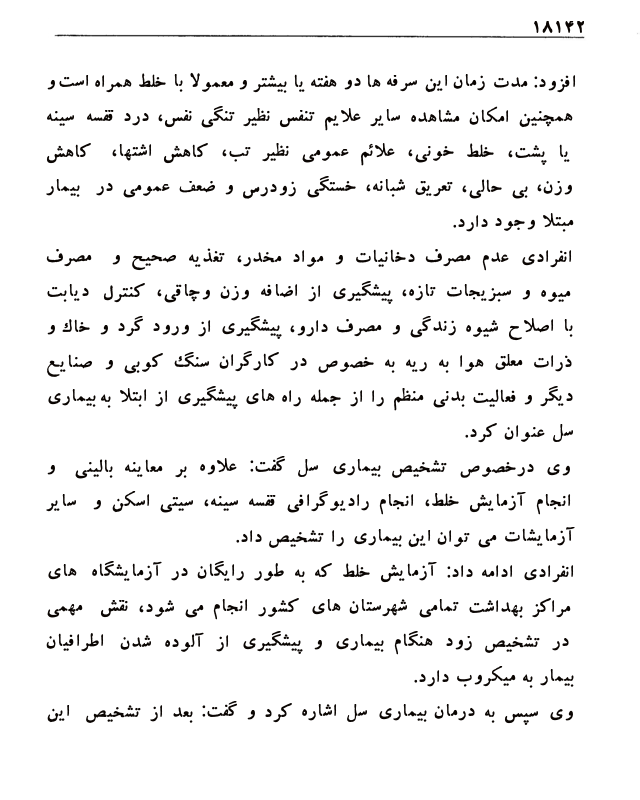 ۱۸۱۴۲
افزود: مدت زمان این سرفه ها دو هفته یا بیشتر و معمولاً با خلط همراه است و
همچنین امکان مشاهده سایر علایم تنفس نظیر تنگی نفس، درد قفسه سینه
یا پشت، خلط خونی، علائم عمومی نظیر تب، کاهش اشتها، کاهش
وزن، بی حالی، تعریق شبانه، خستگی زودرس و ضعف عمومی در بیمار
مبتلا وجود دارد.
انفرادی عدم مصرف دخانیات و مواد مخدر، تغذیه صحیح و مصرف
میوه و سبزیجات تازه، پیشگیری از اضافه وزن وچاقی، کنترل دیابت
با اصلاح شیوه زندگی و مصرف دارو، پیشگیری از ورود گرد و خاك و
ذرات معلق هوا به ریه به خصوص در کارگران سنگ کوبی و صنایع
دیگر و فعالیت بدنی منظم را از جمله راه های پیشگیری از ابتلا به بیماری
سل عنوان کرد.
وی درخصوص تشخیص بیماری سل گفت: علاوه بر معاینه بالینی و
انجام آزمایش خلط، انجام رادیوگرافی قفسه سینه، سیتی اسکن و سایر
آزمایشات می توان این بیماری را تشخیص داد.
انفرادی ادامه داد: آزمایش خلط که به طور رایگان در آزمایشگاه های
مراکز بهداشت تمامی شهرستان های کشور انجام می شود، نقش مهمی
در تشخیص زود هنگام بیماری و پیشگیری از آلوده شدن اطرافیان
بیمار به میکروب دارد.
وی سپس به درمان بیماری سل اشاره کرد و گفت: بعد از تشخیص این